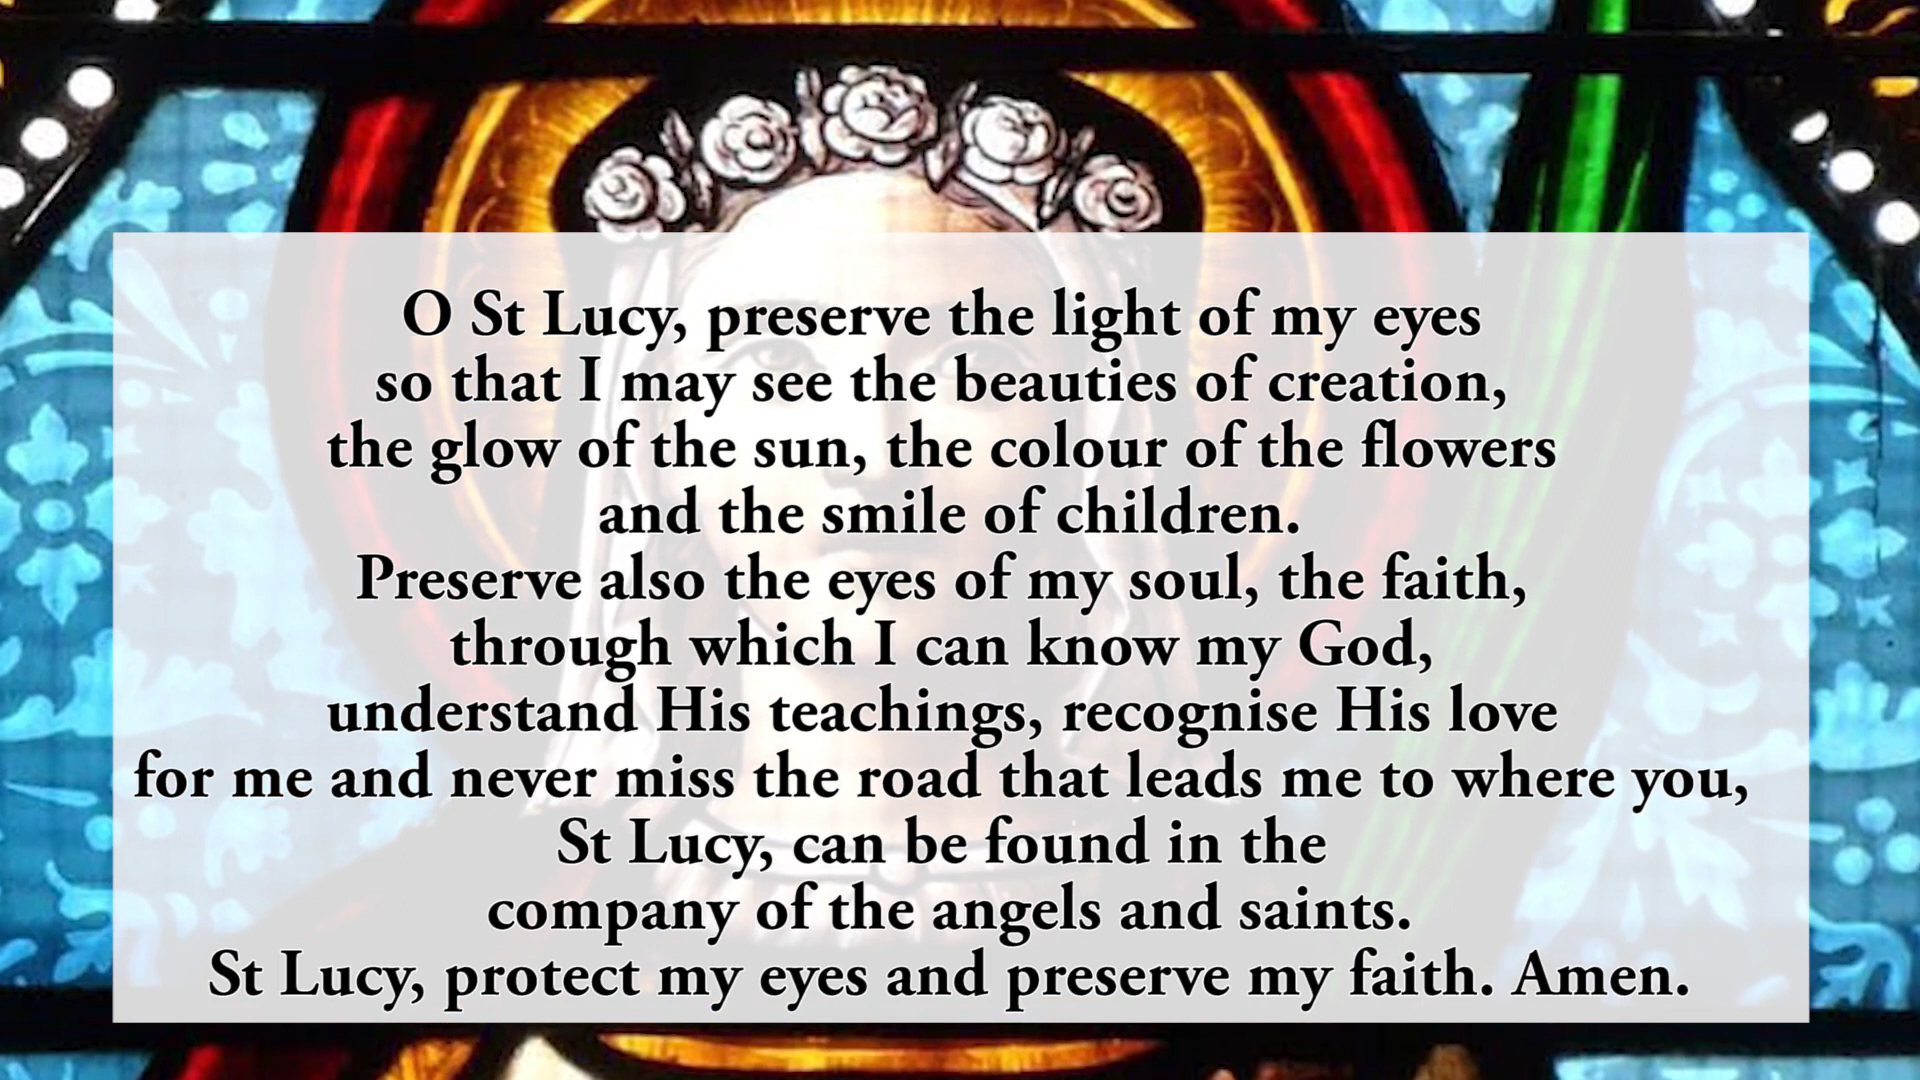 O St Lucy, preserve the light of my eyes
so that I may see the beauties of creation,
the glow of the sun, the colour of the flowers
and the smile of children.
Preserve also the eyes of my soul, the faith,
through which I can know my God,
understand His teachings, recognise His love
for me and never miss the road that leads me to where you,
St Lucy, can be found in the
company of the angels and saints.
St Lucy, protect my eyes and preserve my faith. Amen.